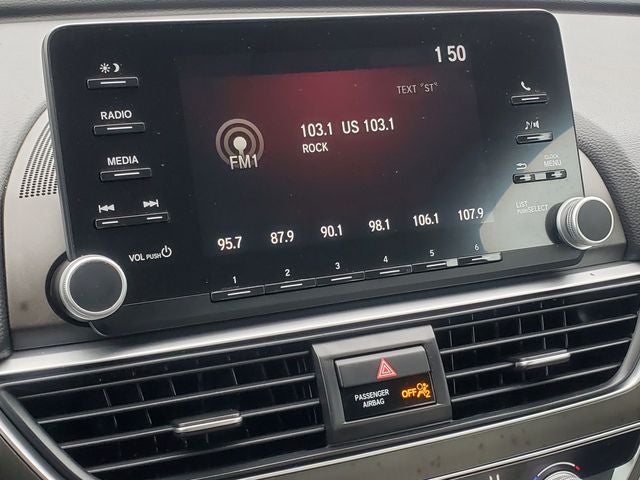 1 50
TEXT "ST"
RADIO
103.1 US 103.1
ROCK
FM1
MEDIA
CLOCK
MENU
LIST
PUSH SELECT
VOL PUSH
95.7 87.9 90.1 98.1 106.1 107.9
1 2 3 4 5 6
PASSENGER
AIRBAG
OFF 2